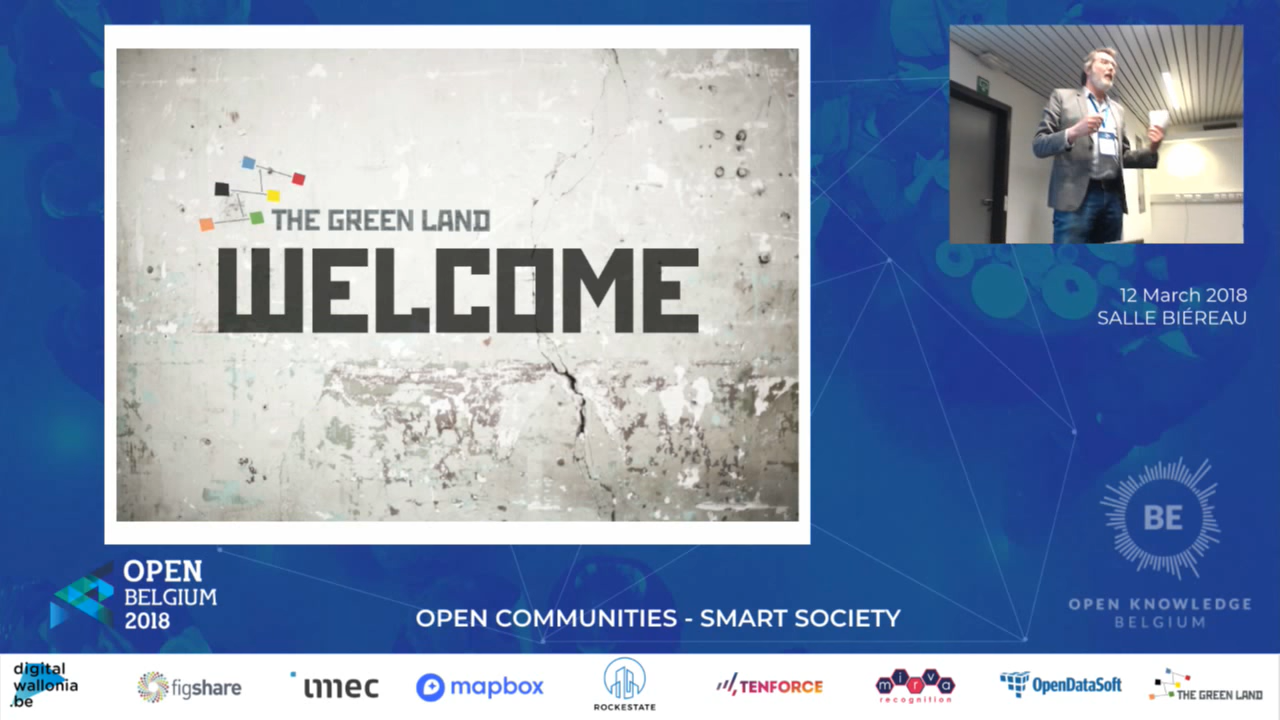 THE GREEN LAND
WELCOME
12 March 2018
SALLE BIÉREAU
BE
OPEN KNOWLEDGE
BELGIUM
OPEN
BELGIUM
2018
OPEN COMMUNITIES - SMART SOCIETY
digital
wallonia
.be
figshare
imec
mapbox
ROCKESTATE
TENFORCE
mirva
recognition
OpenDataSoft
THE GREEN LAND